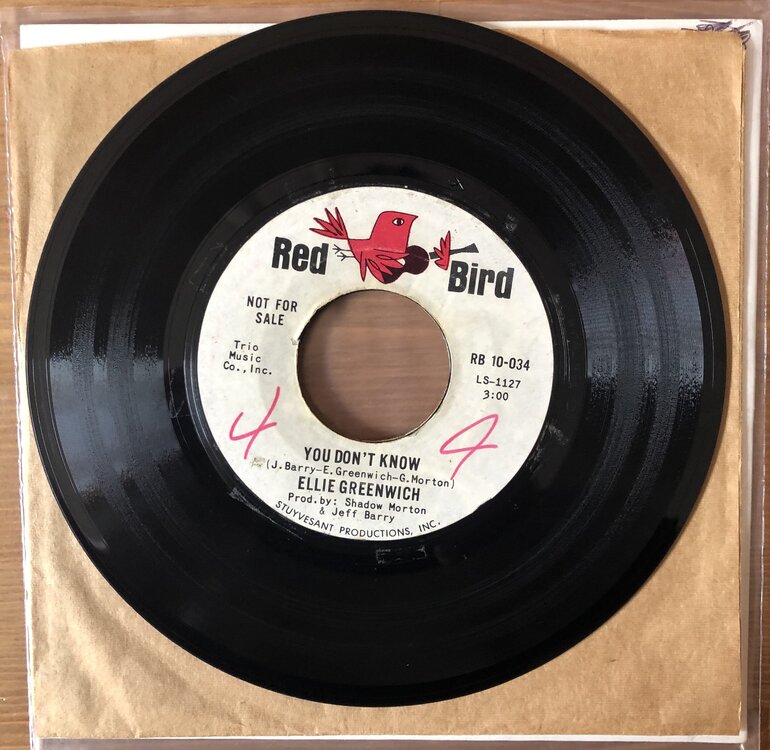 Red Bird
NOT FOR
SALE
Trio
Music
Co., Inc.
RB 10-034
LS-1127
3:00
4 4
YOU DON'T KNOW
(J. Barry-E. Greenwich-G. Morton)
ELLIE GREENWICH
Prod. by: Shadow Morton
& Jeff Barry
STUYVESANT PRODUCTIONS, INC.